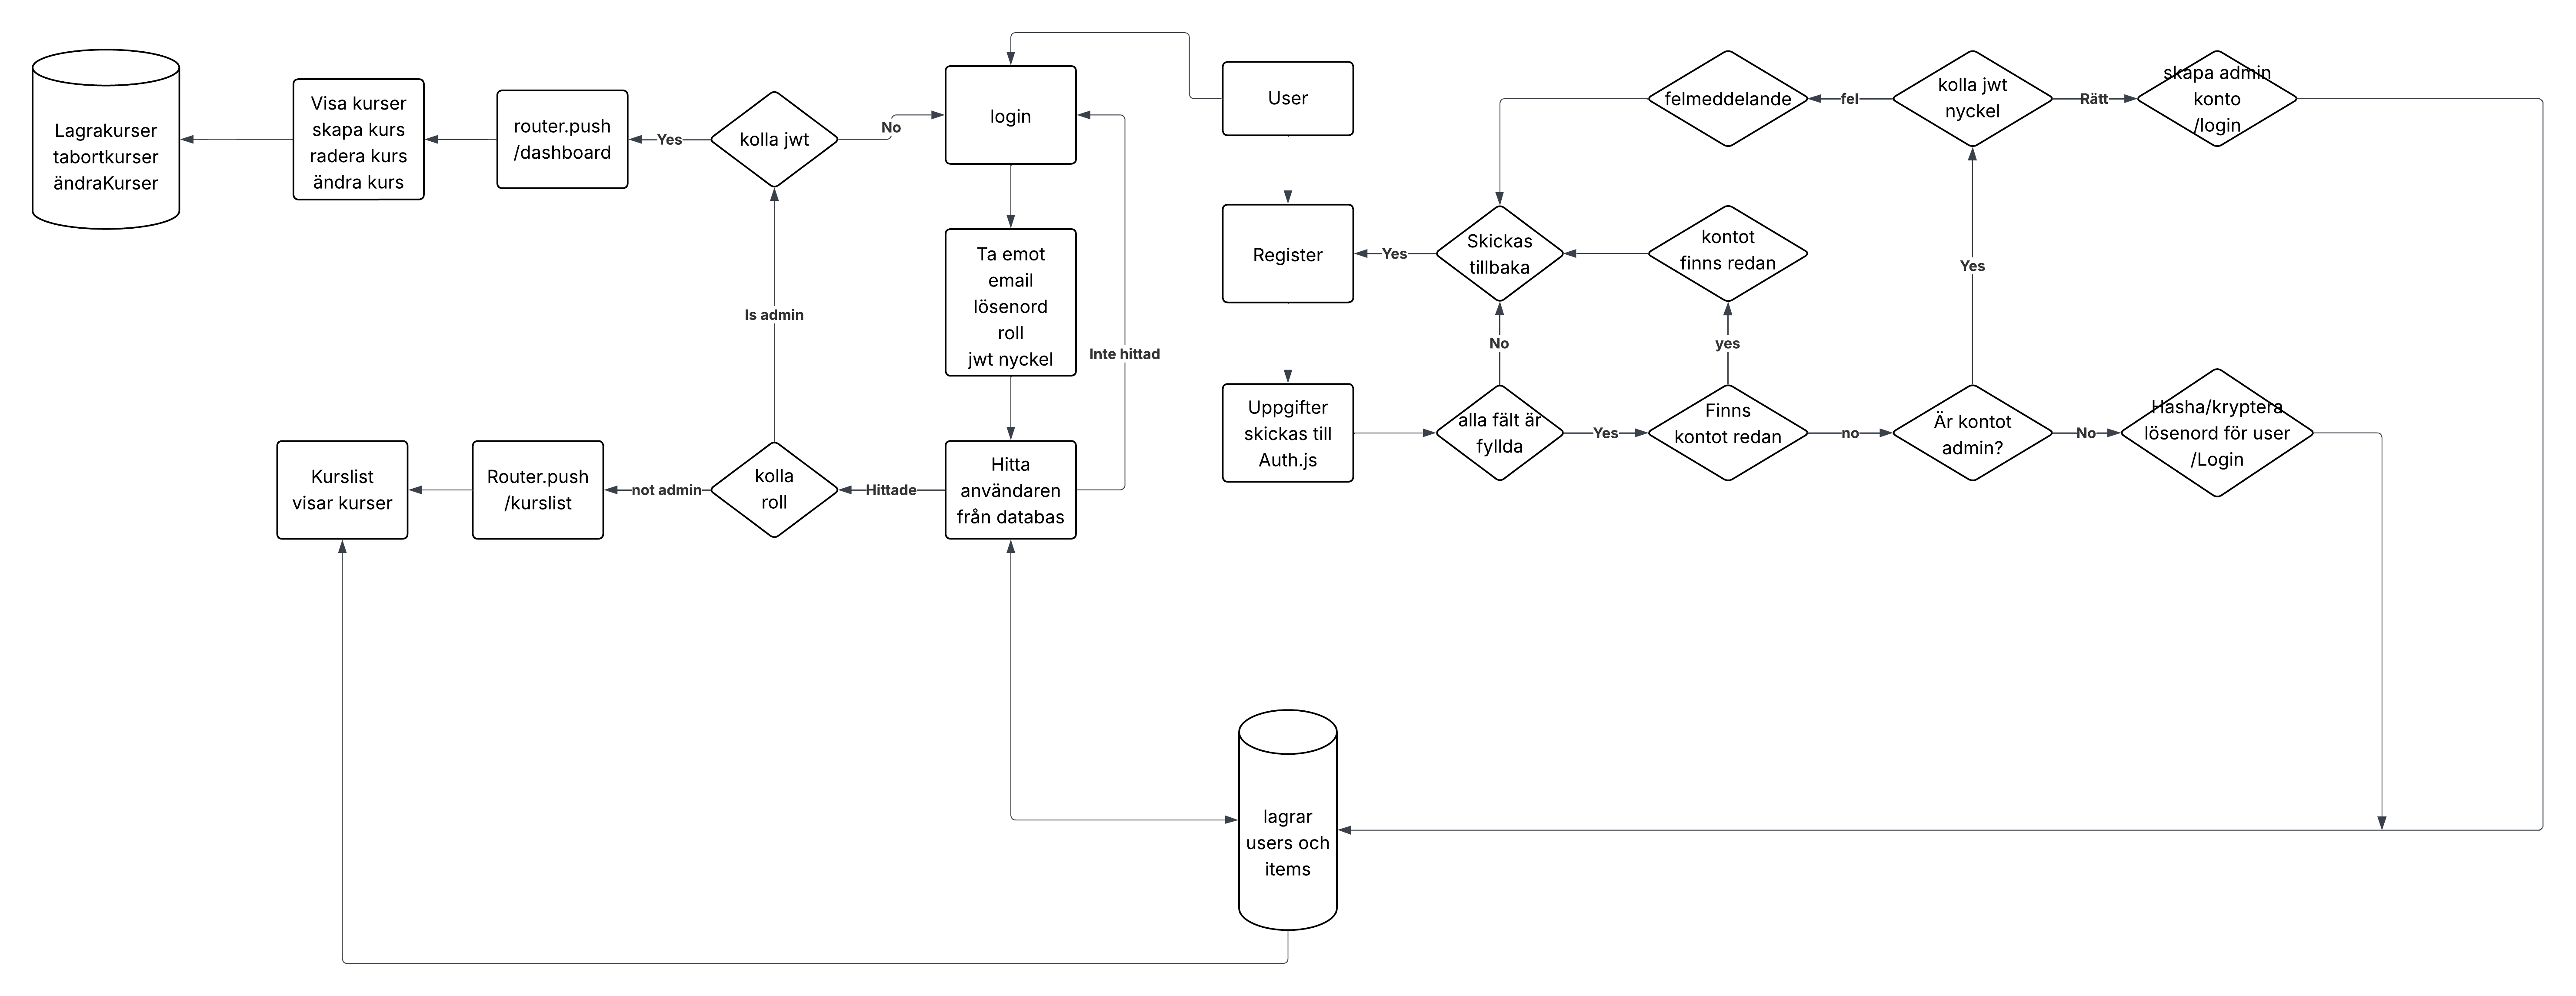 Lagrakurser
tabortkurser
ändraKurser
Visa kurser
skapa kurs
radera kurs
ändra kurs
router.push
/dashboard
Yes
kolla jwt
No
login
User
felmeddelande
fel
kolla jwt
nyckel
Rätt
skapa admin
konto
/login
Ta emot
email
lösenord
roll
jwt nyckel
Register
Yes
Skickas
tillbaka
kontot
finns redan
Yes
Is admin
Inte hittad
No
yes
Uppgifter
skickas till
Auth.js
alla fält är
fyllda
Yes
Finns
kontot redan
no
Är kontot
admin?
No
Hasha/kryptera
lösenord för user
/Login
Kurslist
visar kurser
Router.push
/kurslist
not admin
kolla
roll
Hittade
Hitta
användaren
från databas
lagrar
users och
items